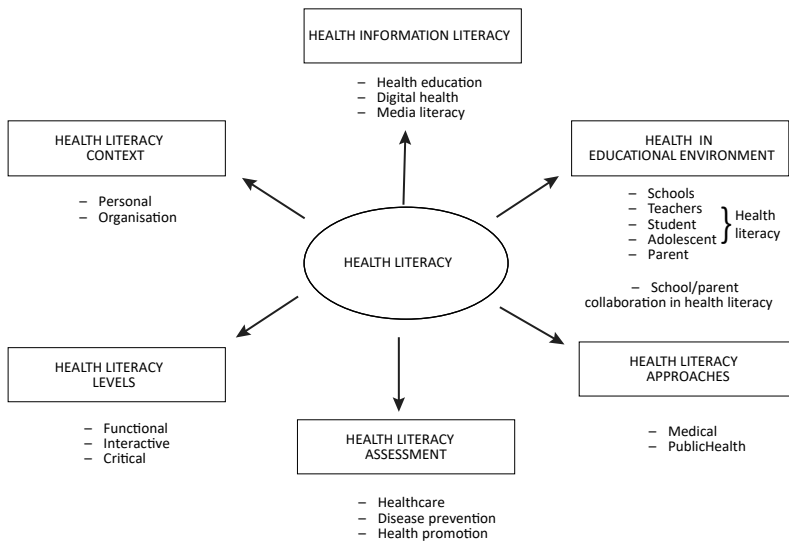 HEALTH INFORMATION LITERACY
– Health education
– Digital health
– Media literacy
HEALTH LITERACY
CONTEXT
– Personal
– Organisation
HEALTH IN
EDUCATIONAL ENVIRONMENT
– Schools
– Teachers
– Student
– Adolescent
– Parent
} Health
literacy
– School/parent
collaboration in health literacy
HEALTH LITERACY
HEALTH LITERACY
LEVELS
– Functional
– Interactive
– Critical
HEALTH LITERACY
ASSESSMENT
– Healthcare
– Disease prevention
– Health promotion
HEALTH LITERACY
APPROACHES
– Medical
– PublicHealth